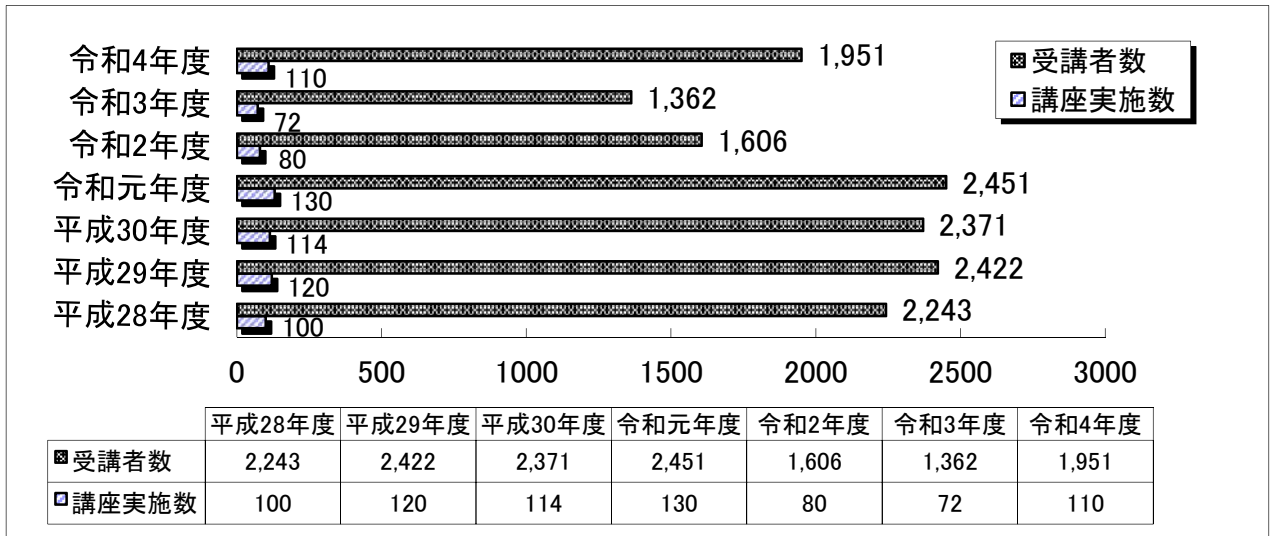 令和4年度 1,951
110
令和3年度 1,362
72
令和2年度 1,606
80
令和元年度 2,451
130
平成30年度 2,371
114
平成29年度 2,422
120
平成28年度 2,243
100
受講者数
講座実施数
0 500 1000 1500 2000 2500 3000
平成28年度 平成29年度 平成30年度 令和元年度 令和2年度 令和3年度 令和4年度
受講者数 2,243 2,422 2,371 2,451 1,606 1,362 1,951
講座実施数 100 120 114 130 80 72 110